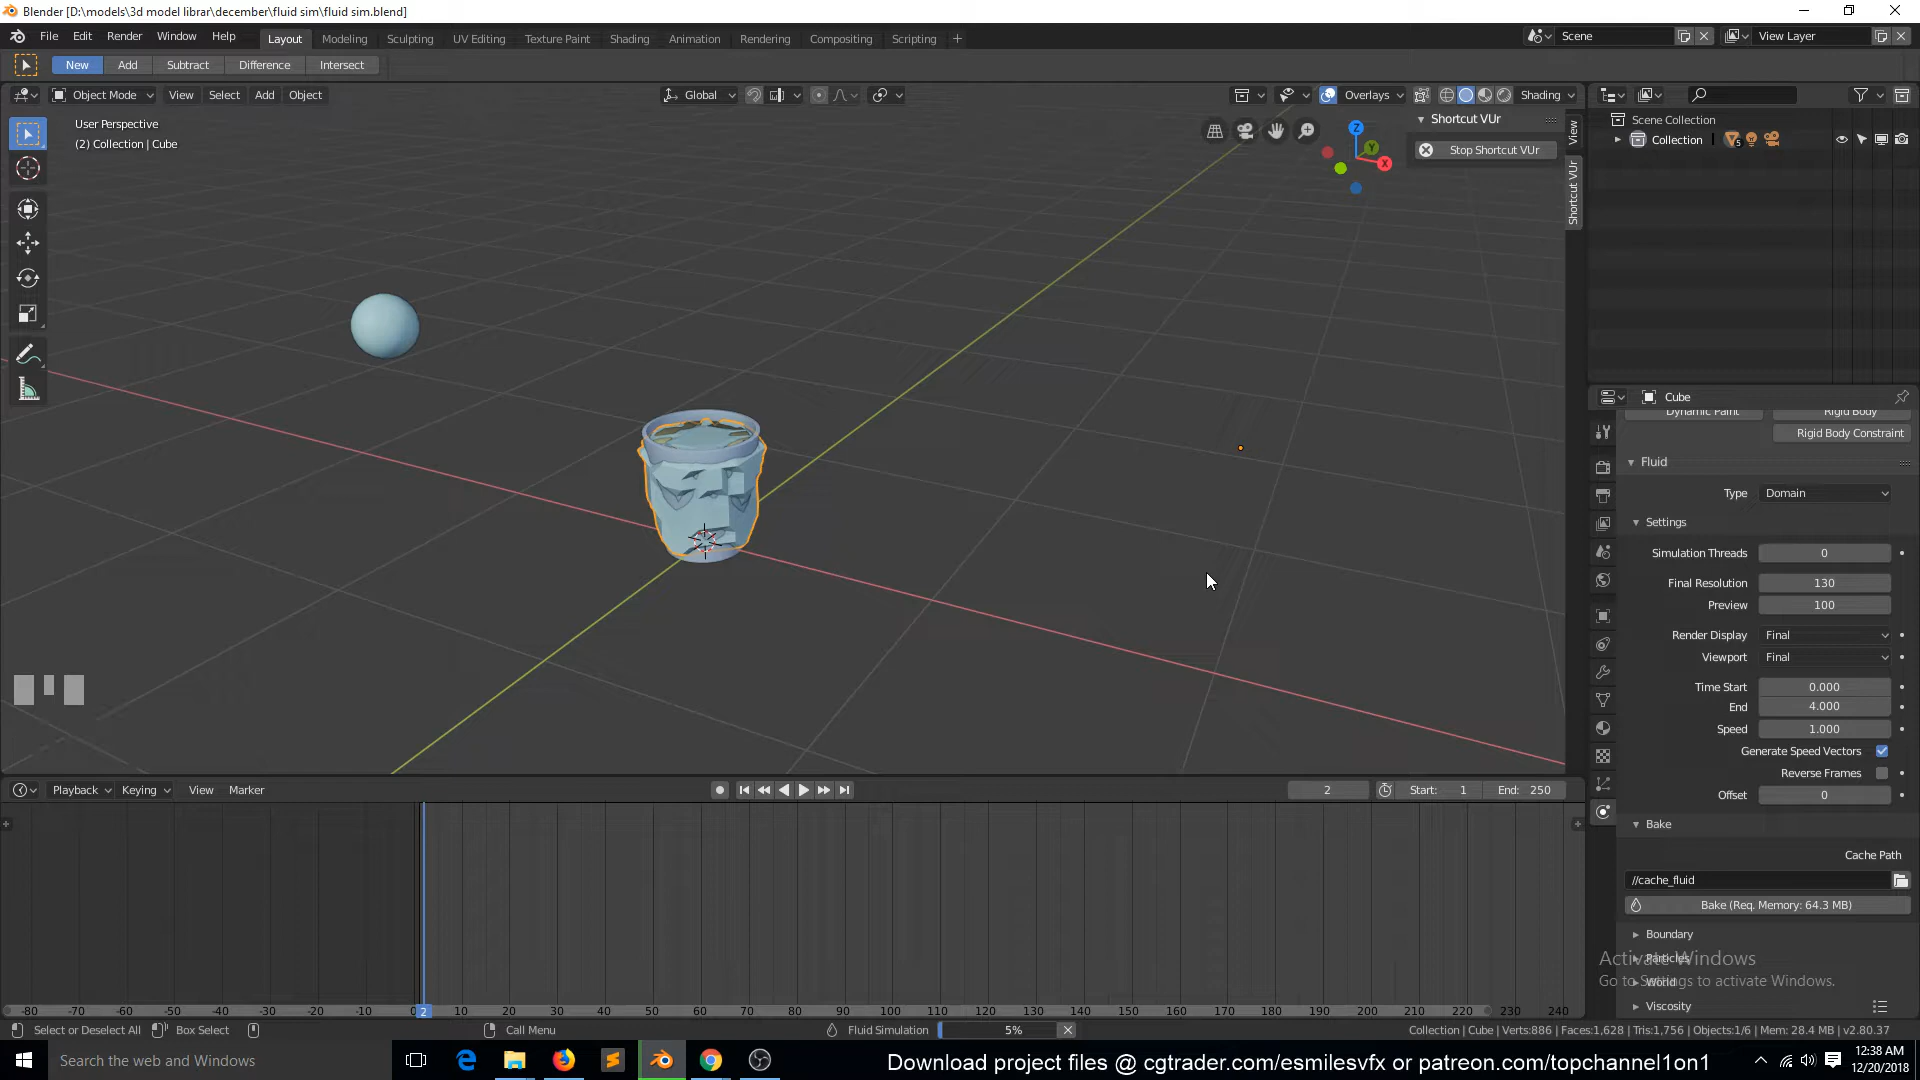 Blender [D:\models\3d model librar\december\fluid sim\fluid sim.blend]
File Edit Render Window Help Layout Modeling Sculpting UV Editing Texture Paint Shading Animation Rendering Compositing Scripting + Scene View Layer
New Add Subtract Difference Intersect
Object Mode View Select Add Object Global Overlays Shading
User Perspective
(2) Collection | Cube
Z
Y
X
Shortcut VUr
Stop Shortcut VUr
View
Shortcut VUr
Scene Collection
Collection 5
Cube
Dynamic Paint Rigid Body
Rigid Body Constraint
Fluid
Type Domain
Settings
Simulation Threads 0
Final Resolution 130
Preview 100
Render Display Final
Viewport Final
Time Start 0.000
End 4.000
Speed 1.000
Generate Speed Vectors
Reverse Frames
Offset 0
Bake
Cache Path
//cache_fluid
Bake (Req. Memory: 64.3 MB)
Boundary
Particles
World
Viscosity
Activate Windows
Go to Settings to activate Windows.
Playback Keying View Marker 2 Start: 1 End: 250
-80 -70 -60 -50 -40 -30 -20 -10 0 2 10 20 30 40 50 60 70 80 90 100 110 120 130 140 150 160 170 180 190 200 210 220 230 240
Select or Deselect All Box Select Call Menu Fluid Simulation 5% Collection | Cube | Verts:886 | Faces:1,628 | Tris:1,756 | Objects:1/6 | Mem: 28.4 MB | v2.80.37
Search the web and Windows
Download project files @ cgtrader.com/esmilesvfx or patreon.com/topchannel1on1
12:38 AM
12/20/2018